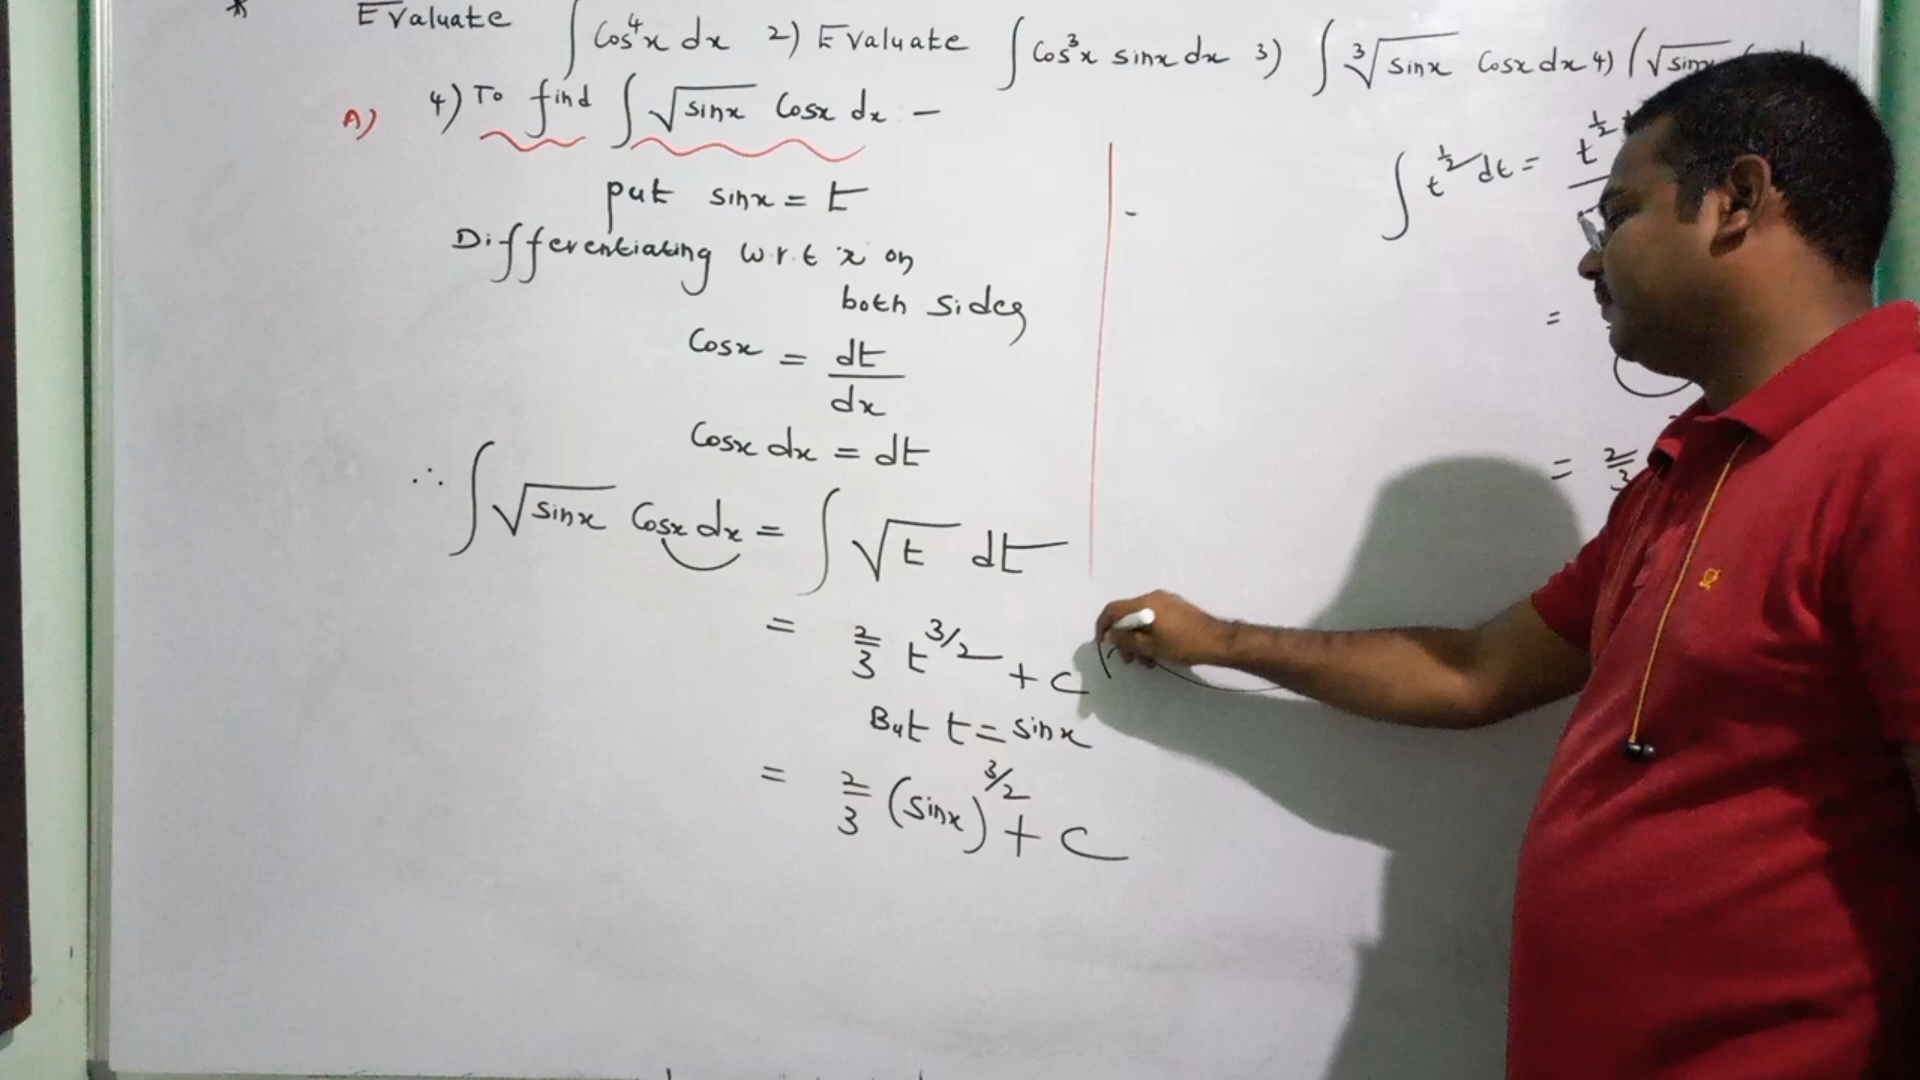 * Evaluate ∫ Cos⁴x dx 2) Evaluate ∫ Cos³x sinx dx 3) ∫ ∛sinx Cosx dx 4) ∫ √sinx
A) 4) To find ∫ √sinx Cosx dx –
put sinx = t
Differentiating w.r.t 'x' on
both sides
Cosx = dt/dx
Cosx dx = dt
∴ ∫ √sinx Cosx dx = ∫ √t dt
= 2/3 t^3/2 + C
But t = sinx
= 2/3 (sinx)^3/2 + C
-
∫ t^1/2 dt = t^1/2
=
= 2/3